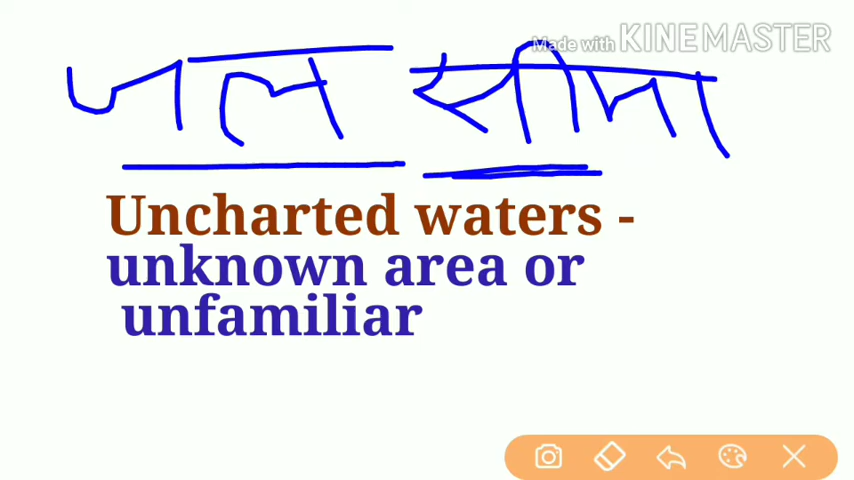 Made with KINEMASTER
जल सीमा
Uncharted waters -
unknown area or
unfamiliar